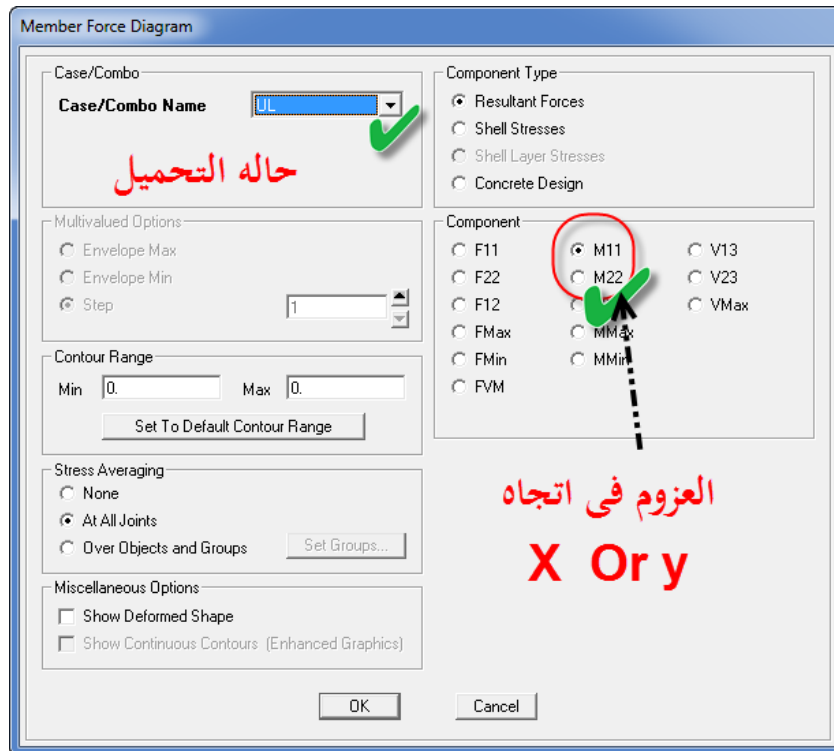 Member Force Diagram
Case/Combo
Case/Combo Name
UL
حاله التحميل
Multivalued Options
Envelope Max
Envelope Min
Step
1
Contour Range
Min 0. Max 0.
Set To Default Contour Range
Stress Averaging
None
At All Joints
Over Objects and Groups
Set Groups...
Miscellaneous Options
Show Deformed Shape
Show Continuous Contours (Enhanced Graphics)
Component Type
Resultant Forces
Shell Stresses
Shell Layer Stresses
Concrete Design
Component
F11 M11 V13
F22 M22 V23
F12 VMax
FMax MMax
FMin MMin
FVM
العزوم فى اتجاه
X Or y
OK Cancel